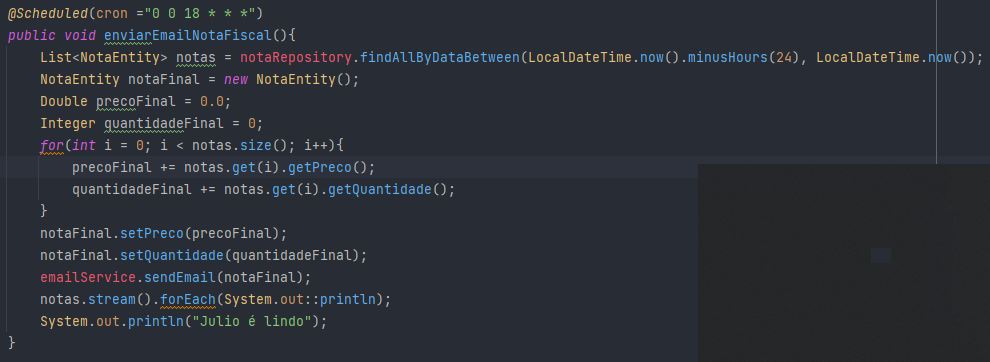 @Scheduled(cron ="0 0 18 * * *")
public void enviarEmailNotaFiscal(){
List<NotaEntity> notas = notaRepository.findAllByDataBetween(LocalDateTime.now().minusHours(24), LocalDateTime.now());
NotaEntity notaFinal = new NotaEntity();
Double precoFinal = 0.0;
Integer quantidadeFinal = 0;
for(int i = 0; i < notas.size(); i++){
precoFinal += notas.get(i).getPreco();
quantidadeFinal += notas.get(i).getQuantidade();
}
notaFinal.setPreco(precoFinal);
notaFinal.setQuantidade(quantidadeFinal);
emailService.sendEmail(notaFinal);
notas.stream().forEach(System.out::println);
System.out.println("Julio é lindo");
}